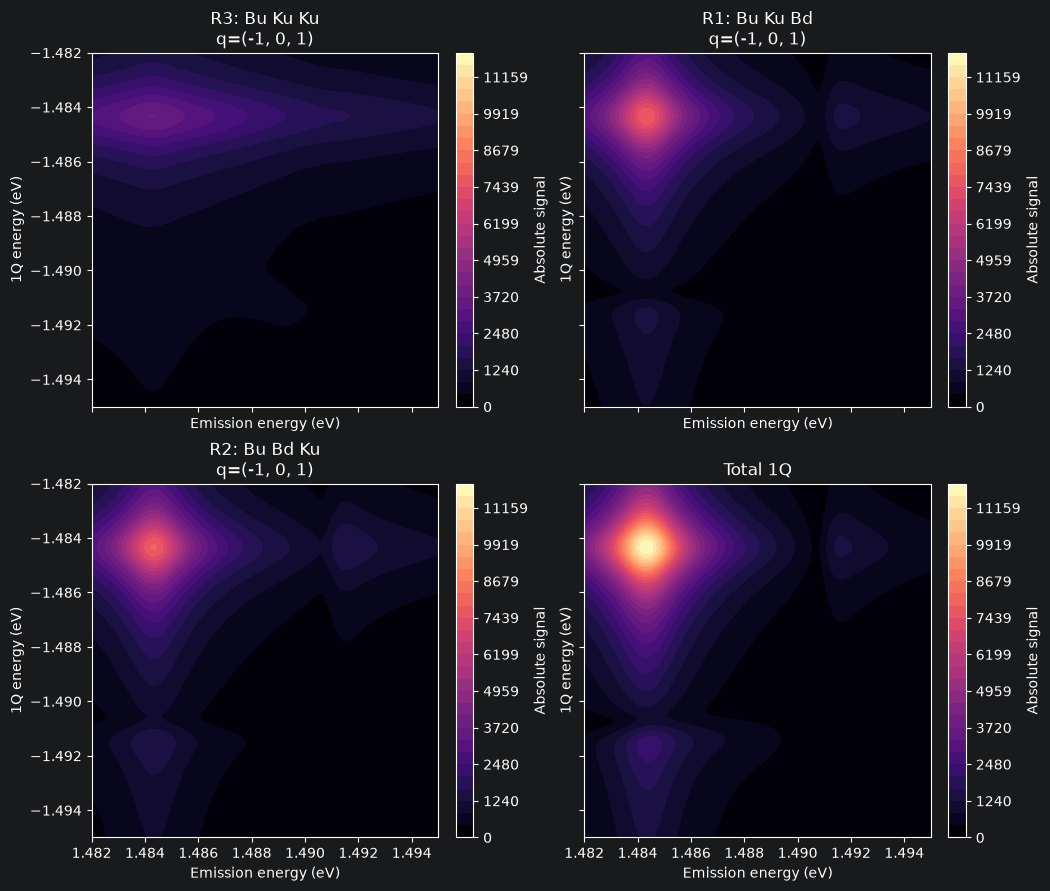 R3: Bu Ku Ku
q=(-1, 0, 1)
−1.482
−1.484
−1.486
−1.488
−1.490
−1.492
−1.494
1Q energy (eV)
Emission energy (eV)
11159
9919
8679
7439
6199
4959
3720
2480
1240
0
Absolute signal
R1: Bu Ku Bd
q=(-1, 0, 1)
1Q energy (eV)
Emission energy (eV)
11159
9919
8679
7439
6199
4959
3720
2480
1240
0
Absolute signal
R2: Bu Bd Ku
q=(-1, 0, 1)
−1.482
−1.484
−1.486
−1.488
−1.490
−1.492
−1.494
1Q energy (eV)
1.482 1.484 1.486 1.488 1.490 1.492 1.494
Emission energy (eV)
11159
9919
8679
7439
6199
4959
3720
2480
1240
0
Absolute signal
Total 1Q
1Q energy (eV)
1.482 1.484 1.486 1.488 1.490 1.492 1.494
Emission energy (eV)
11159
9919
8679
7439
6199
4959
3720
2480
1240
0
Absolute signal